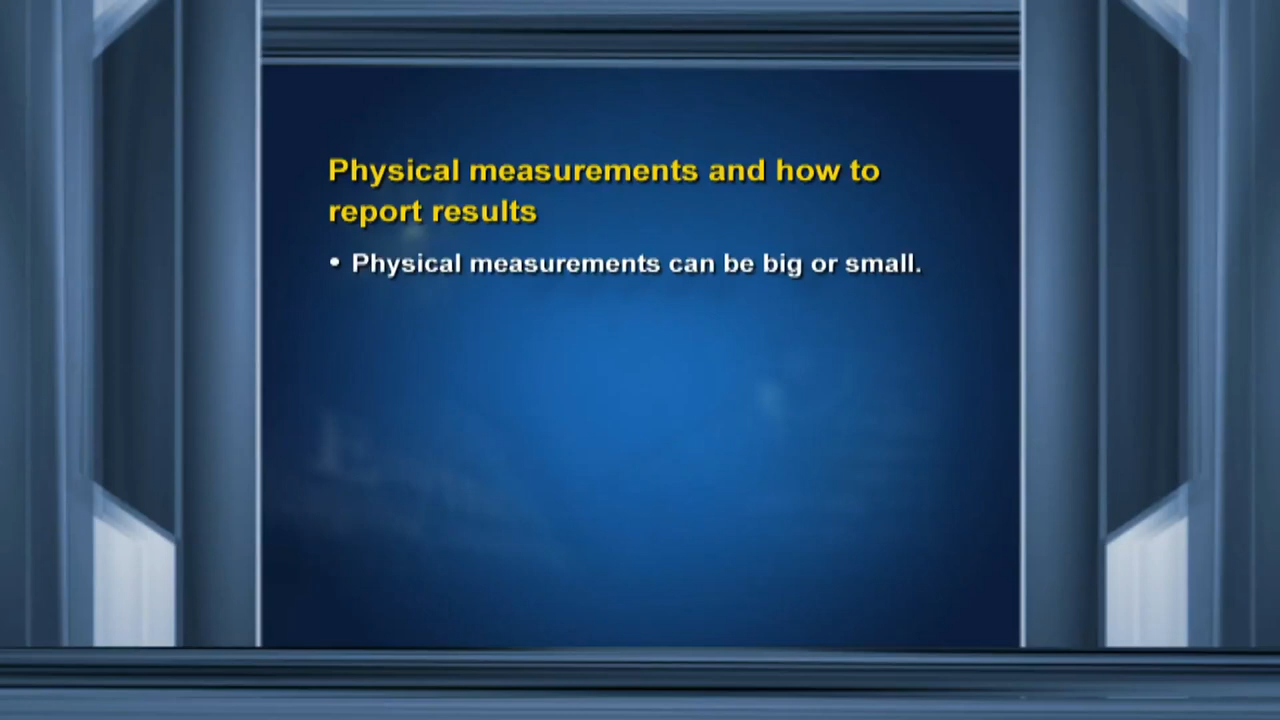 Physical measurements and how to
report results
• Physical measurements can be big or small.